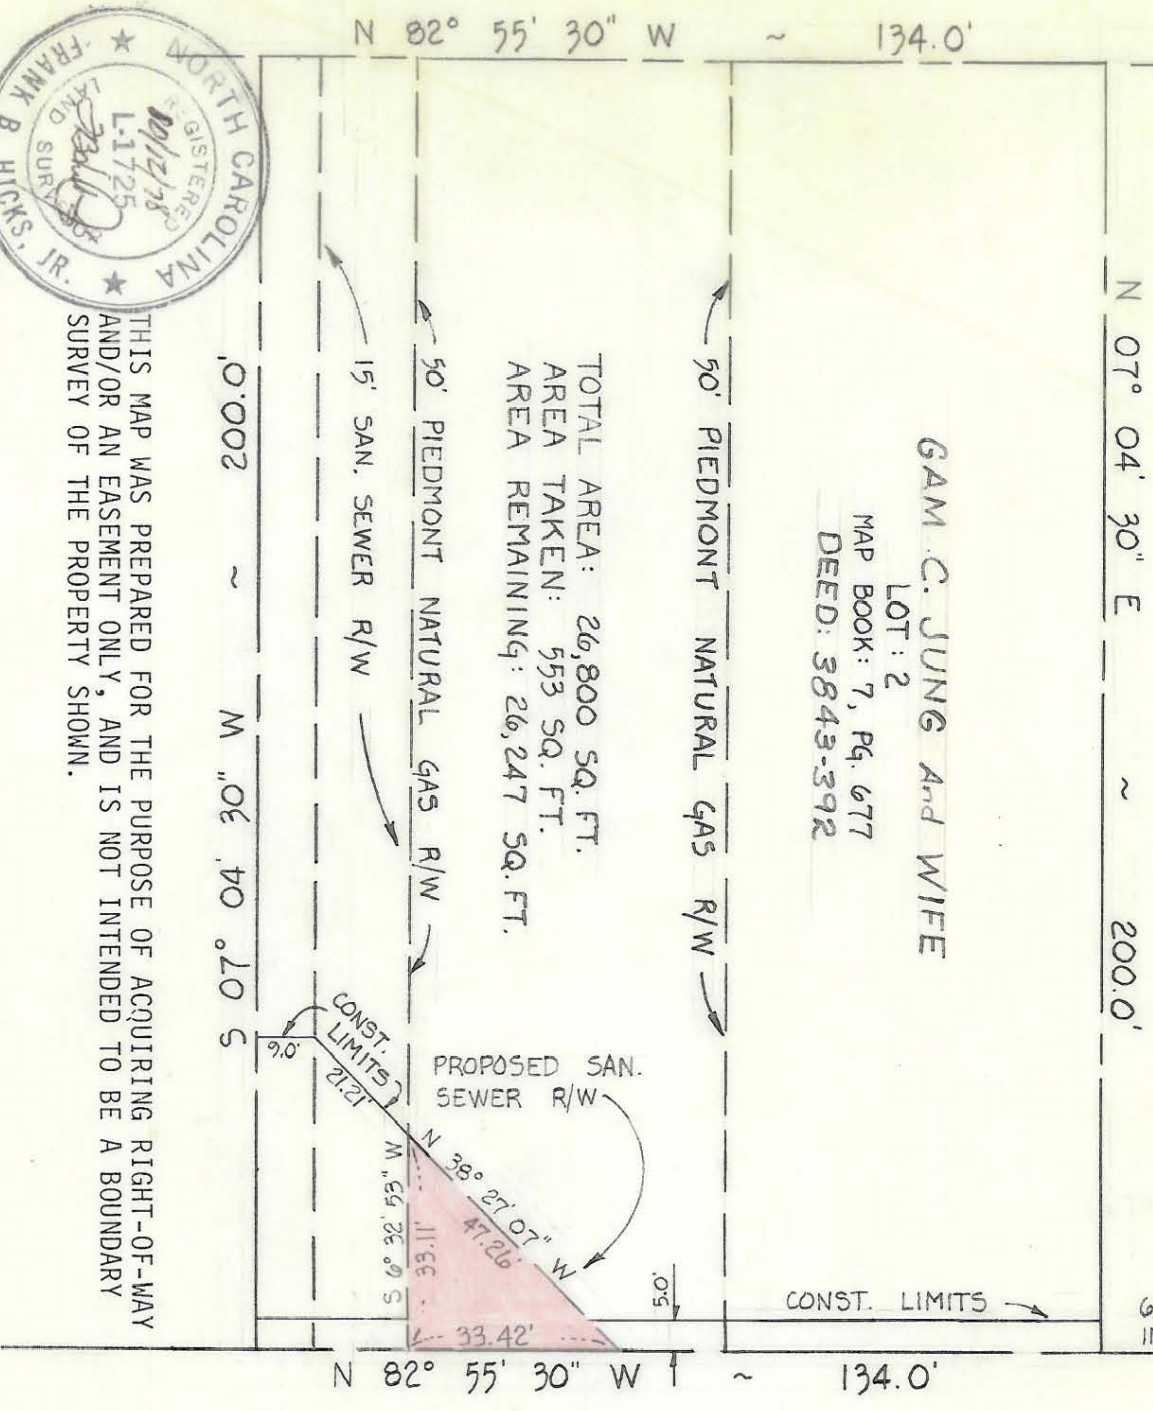 N 82° 55' 30" W ~ 134.0'
NORTH CAROLINA
REGISTERED
10/12/78
L-1725
LAND SURVEYOR
FRANK B. HICKS, JR.
N 07° 04' 30" E ~ 200.0'
GAM C. JUNG And WIFE
LOT: 2
MAP BOOK: 7, PG. 677
DEED: 3843-392
50' PIEDMONT NATURAL GAS R/W
TOTAL AREA: 26,800 SQ. FT.
AREA TAKEN: 553 SQ. FT.
AREA REMAINING: 26,247 SQ. FT.
50' PIEDMONT NATURAL GAS R/W
15' SAN. SEWER R/W
S 07° 04' 30" W ~ 200.0'
THIS MAP WAS PREPARED FOR THE PURPOSE OF ACQUIRING RIGHT-OF-WAY
AND/OR AN EASEMENT ONLY, AND IS NOT INTENDED TO BE A BOUNDARY
SURVEY OF THE PROPERTY SHOWN.
9.0'
CONST.
LIMITS
21.21'
PROPOSED SAN.
SEWER R/W
N 38° 27' 07" W
47.26'
33.11'
S 6° 32' 53" W
33.42'
5.0'
CONST. LIMITS
N 82° 55' 30" W ~ 134.0'